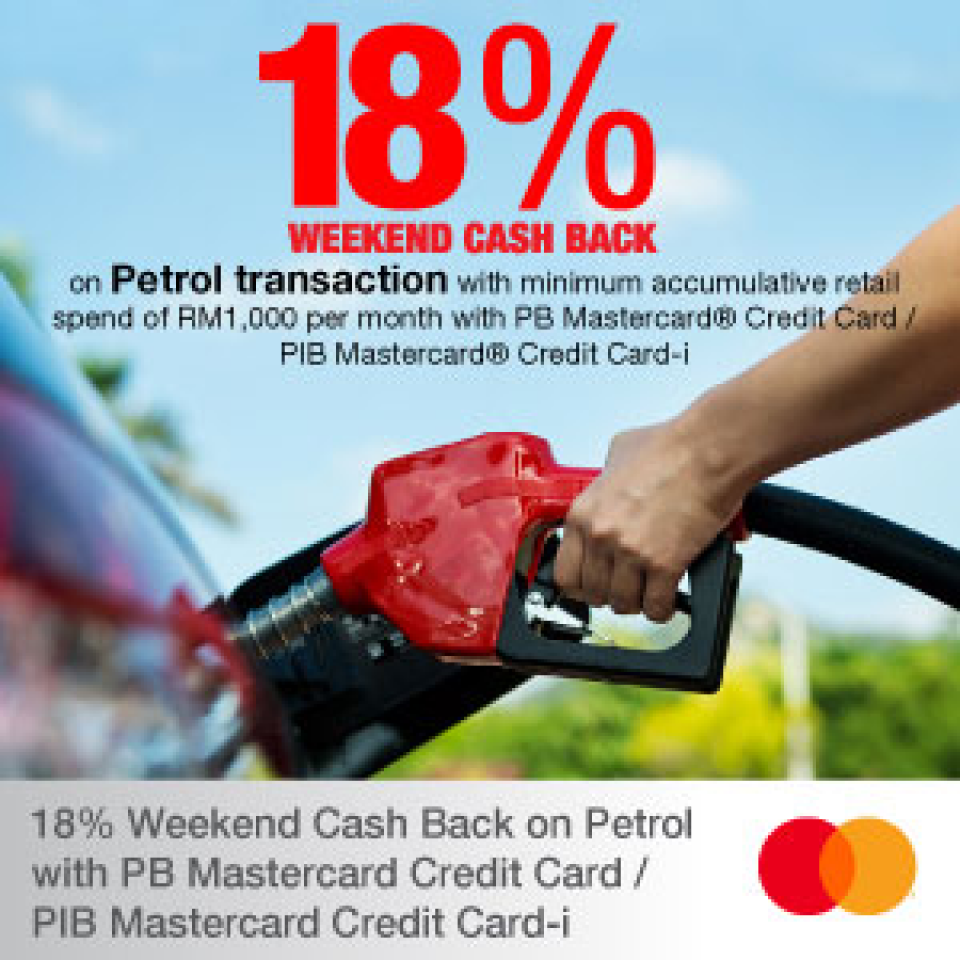 18%
WEEKEND CASH BACK
on Petrol transaction with minimum accumulative retail
spend of RM1,000 per month with PB Mastercard® Credit Card /
PIB Mastercard® Credit Card-i
18% Weekend Cash Back on Petrol
with PB Mastercard Credit Card /
PIB Mastercard Credit Card-i